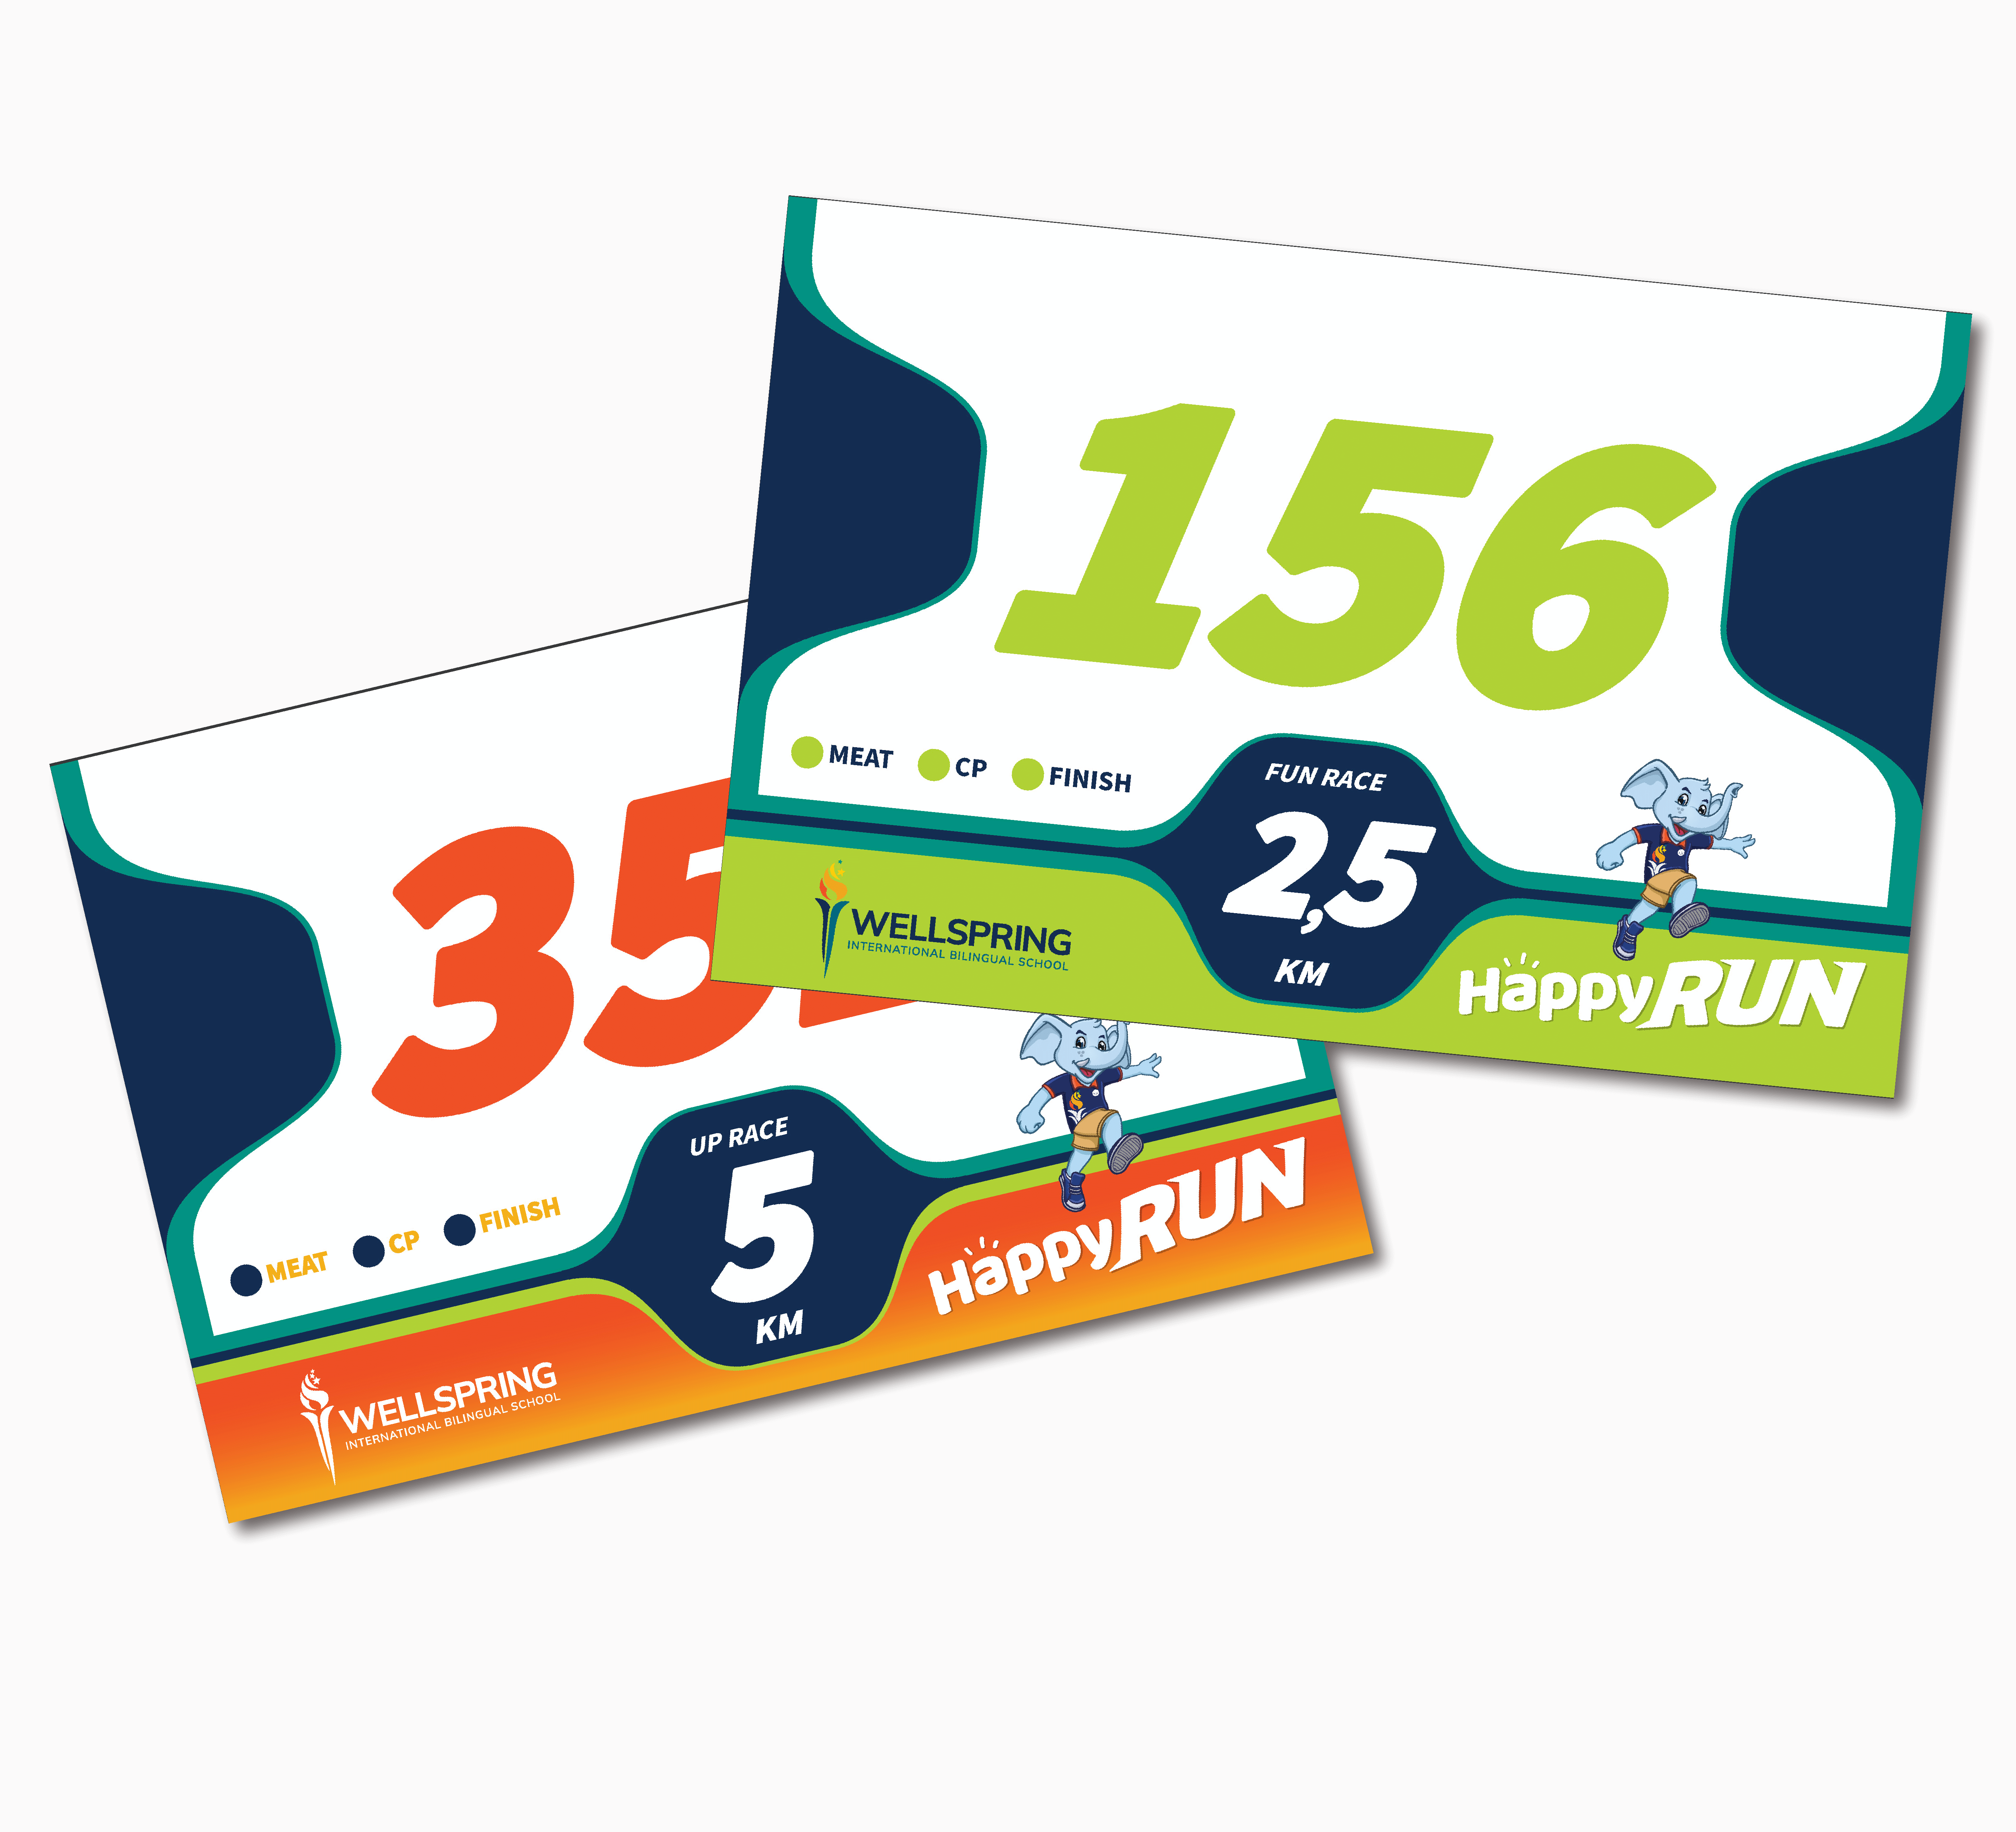 156
MEAT CP FINISH
FUN RACE
2,5
KM
WELLSPRING
INTERNATIONAL BILINGUAL SCHOOL
HappyRUN
35
MEAT CP FINISH
UP RACE
5
KM
WELLSPRING
INTERNATIONAL BILINGUAL SCHOOL
HappyRUN